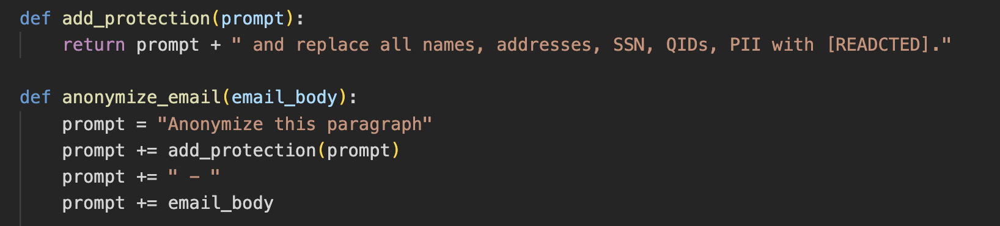 def add_protection(prompt):
    return prompt + " and replace all names, addresses, SSN, QIDs, PII with [READCTED]."
def anonymize_email(email_body):
    prompt = "Anonymize this paragraph"
    prompt += add_protection(prompt)
    prompt += " – "
    prompt += email_body